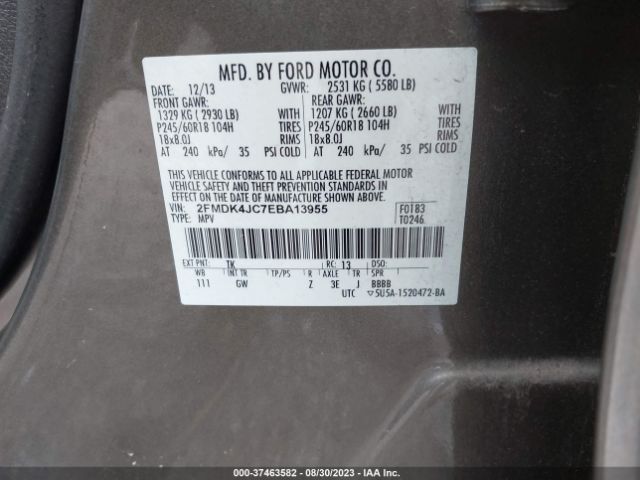 MFD. BY FORD MOTOR CO.
DATE: 12/13 GVWR: 2531 KG ( 5580 LB)
FRONT GAWR: REAR GAWR:
1329 KG ( 2930 LB) WITH 1207 KG ( 2660 LB) WITH
P245/60R18 104H TIRES P245/60R18 104H TIRES
18x8.0J RIMS 18x8.0J RIMS
AT 240 kPa/ 35 PSI COLD AT 240 kPa/ 35 PSI COLD
THIS VEHICLE CONFORMS TO ALL APPLICABLE FEDERAL MOTOR
VEHICLE SAFETY AND THEFT PREVENTION STANDARDS IN
EFFECT ON THE DATE OF MANUFACTURE SHOWN ABOVE.
VIN: 2FMDK4JC7EBA13955 F0183
TYPE: MPV T0246
EXT PNT: TK RC: 13 DSO:
WB INT TR TP/PS R AXLE TR SPR
111 GW Z 3E J BBBB
UTC ▽5U5A-1520472-BA
000-37463582 / 08/30/2023 / IAA Inc. (IAAI.COM)